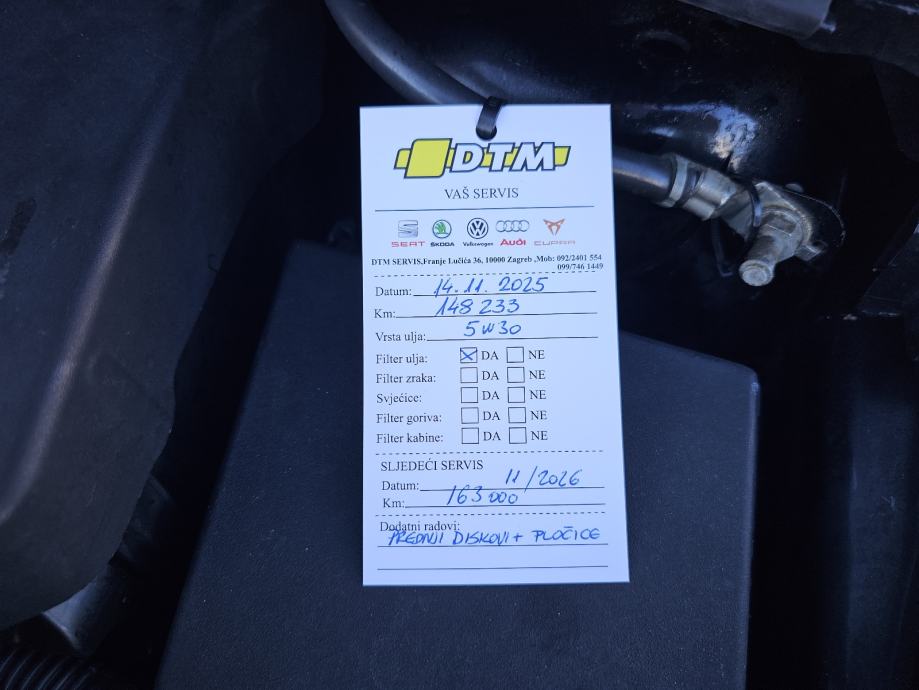 DTM
VAŠ SERVIS
SEAT ŠKODA Volkswagen Audi CUPRA
DTM SERVIS,Franje Lučića 36, 10000 Zagreb ,Mob: 092/2401 554
099/746 1449
Datum: 14.11. 2025
Km: 148 233
Vrsta ulja: 5W30
Filter ulja: DA NE
Filter zraka: DA NE
Svjećice: DA NE
Filter goriva: DA NE
Filter kabine: DA NE
SLJEDEĆI SERVIS
Datum: 11/2026
Km: 163 000
Dodatni radovi:
PREDNJI DISKOVI + PLOČICE